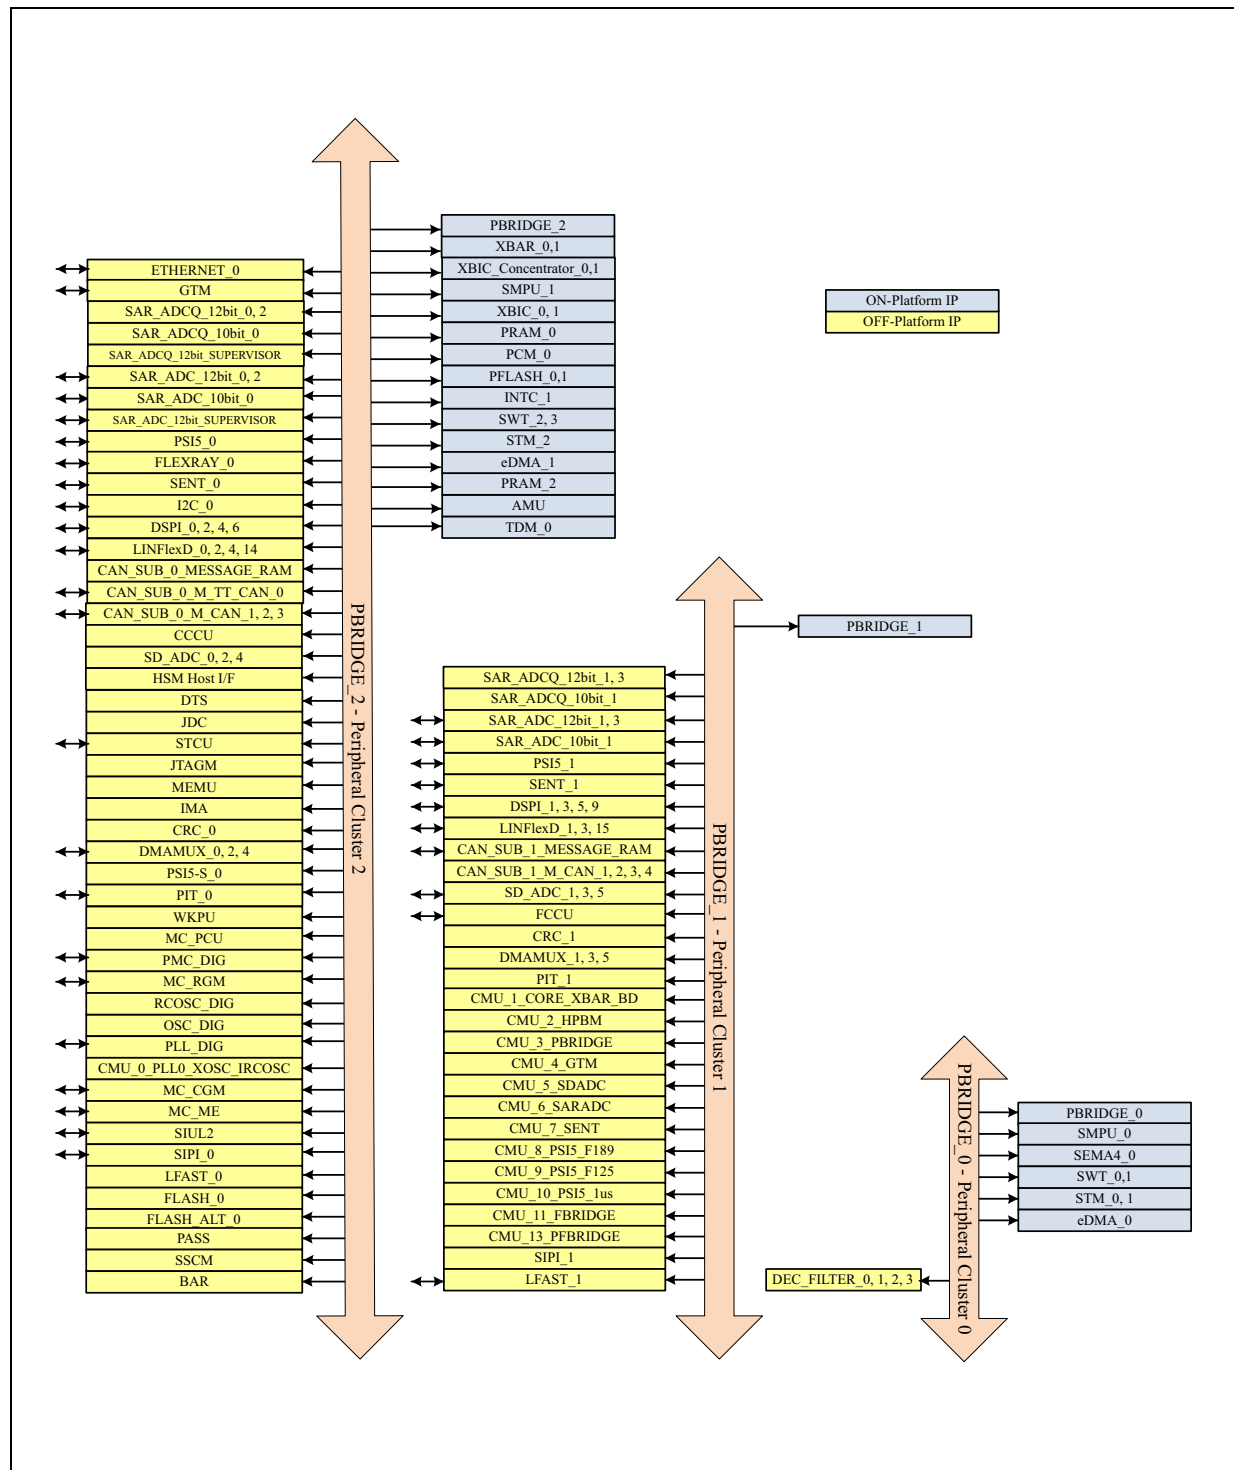 PBRIDGE_2 - Peripheral Cluster 2
PBRIDGE_2
XBAR_0,1
XBIC_Concentrator_0,1
SMPU_1
XBIC_0, 1
PRAM_0
PCM_0
PFLASH_0,1
INTC_1
SWT_2, 3
STM_2
eDMA_1
PRAM_2
AMU
TDM_0
ETHERNET_0
GTM
SAR_ADCQ_12bit_0, 2
SAR_ADCQ_10bit_0
SAR_ADCQ_12bit_SUPERVISOR
SAR_ADC_12bit_0, 2
SAR_ADC_10bit_0
SAR_ADC_12bit_SUPERVISOR
PSI5_0
FLEXRAY_0
SENT_0
I2C_0
DSPI_0, 2, 4, 6
LINFlexD_0, 2, 4, 14
CAN_SUB_0_MESSAGE_RAM
CAN_SUB_0_M_TT_CAN_0
CAN_SUB_0_M_CAN_1, 2, 3
CCCU
SD_ADC_0, 2, 4
HSM Host I/F
DTS
JDC
STCU
JTAGM
MEMU
IMA
CRC_0
DMAMUX_0, 2, 4
PSI5-S_0
PIT_0
WKPU
MC_PCU
PMC_DIG
MC_RGM
RCOSC_DIG
OSC_DIG
PLL_DIG
CMU_0_PLL0_XOSC_IRCOSC
MC_CGM
MC_ME
SIUL2
SIPI_0
LFAST_0
FLASH_0
FLASH_ALT_0
PASS
SSCM
BAR
ON-Platform IP
OFF-Platform IP
PBRIDGE_1 - Peripheral Cluster 1
PBRIDGE_1
SAR_ADCQ_12bit_1, 3
SAR_ADCQ_10bit_1
SAR_ADC_12bit_1, 3
SAR_ADC_10bit_1
PSI5_1
SENT_1
DSPI_1, 3, 5, 9
LINFlexD_1, 3, 15
CAN_SUB_1_MESSAGE_RAM
CAN_SUB_1_M_CAN_1, 2, 3, 4
SD_ADC_1, 3, 5
FCCU
CRC_1
DMAMUX_1, 3, 5
PIT_1
CMU_1_CORE_XBAR_BD
CMU_2_HPBM
CMU_3_PBRIDGE
CMU_4_GTM
CMU_5_SDADC
CMU_6_SARADC
CMU_7_SENT
CMU_8_PSI5_F189
CMU_9_PSI5_F125
CMU_10_PSI5_1us
CMU_11_FBRIDGE
CMU_13_PFBRIDGE
SIPI_1
LFAST_1
PBRIDGE_0 - Peripheral Cluster 0
PBRIDGE_0
SMPU_0
SEMA4_0
SWT_0,1
STM_0, 1
eDMA_0
DEC_FILTER_0, 1, 2, 3